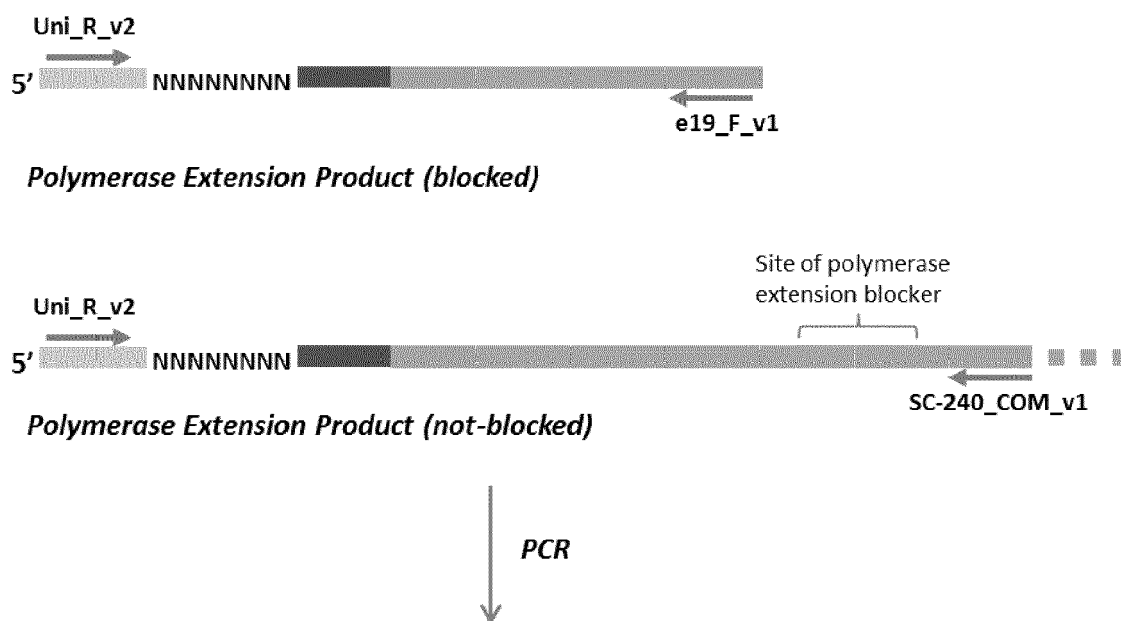 Uni_R_v2
5' NNNNNNNN
e19_F_v1
Polymerase Extension Product (blocked)
Site of polymerase
extension blocker
Uni_R_v2
5' NNNNNNNN
SC-240_COM_v1
Polymerase Extension Product (not-blocked)
PCR